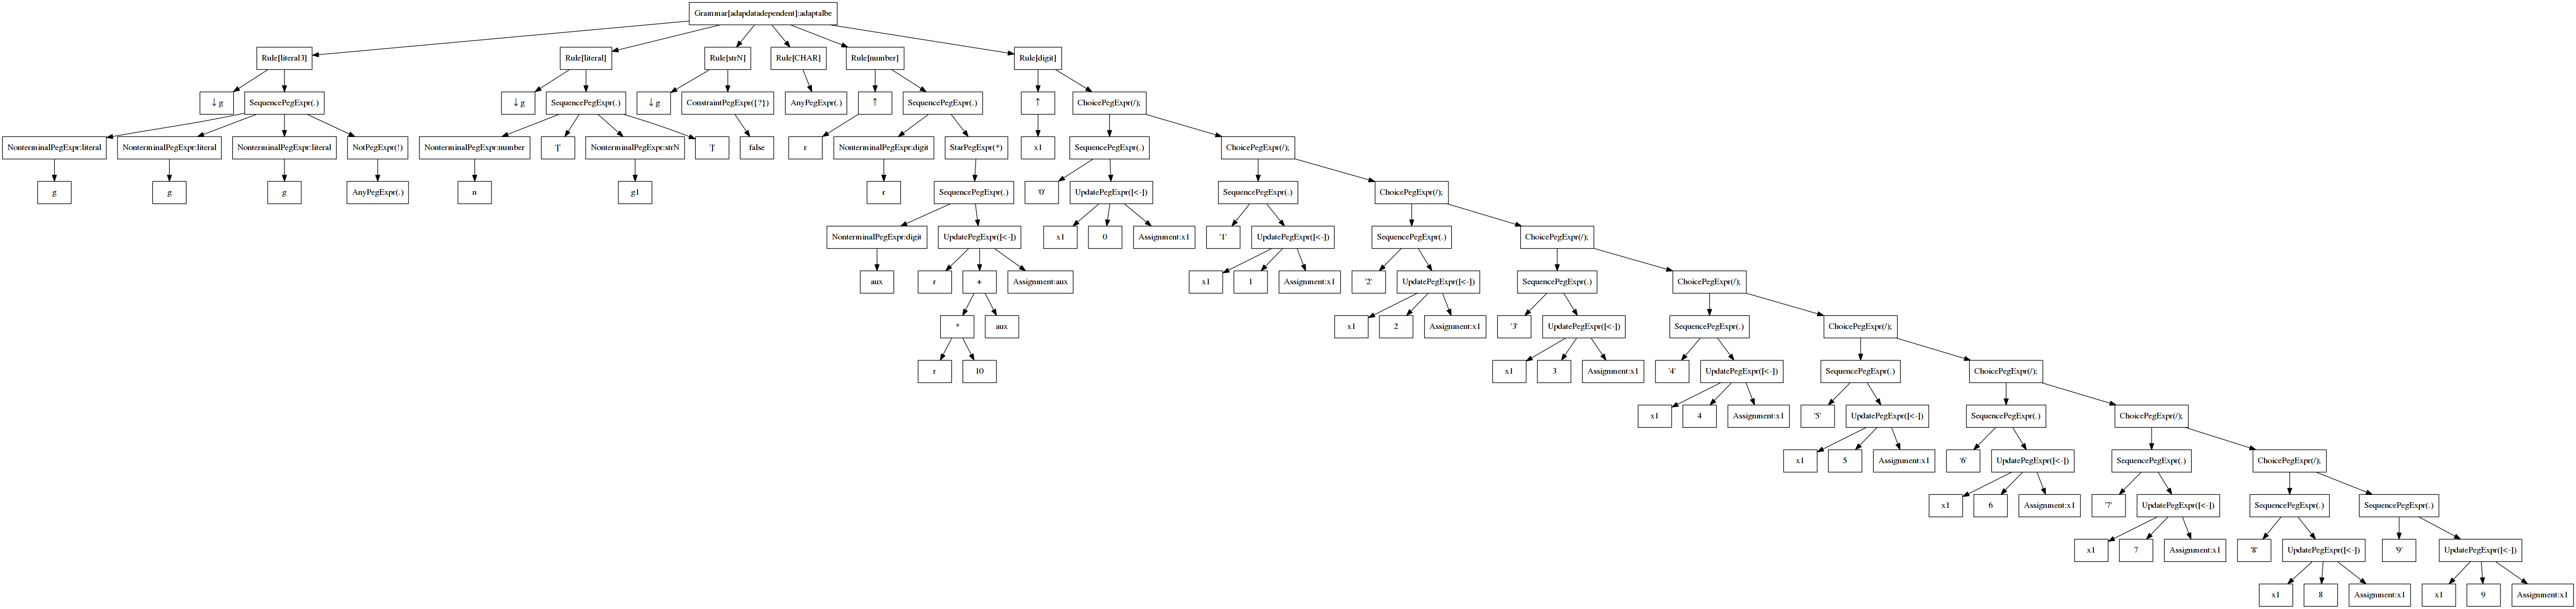 Grammar[adapdatadependent]:adaptalbe
Rule[literal3] Rule[literal] Rule[strN] Rule[CHAR] Rule[number] Rule[digit]
↓ g SequencePegExpr(.) ↓ g SequencePegExpr(.) ↓ g ConstraintPegExpr({?}) AnyPegExpr(.) ↑ SequencePegExpr(.) ↑ ChoicePegExpr(/);
NonterminalPegExpr:literal NonterminalPegExpr:literal NonterminalPegExpr:literal NotPegExpr(!) NonterminalPegExpr:number '[' NonterminalPegExpr:strN ']' false r NonterminalPegExpr:digit StarPegExpr(*) x1 SequencePegExpr(.) ChoicePegExpr(/);
g g g AnyPegExpr(.) n g1 r SequencePegExpr(.) '0' UpdatePegExpr([<-]) SequencePegExpr(.) ChoicePegExpr(/);
NonterminalPegExpr:digit UpdatePegExpr([<-]) x1 0 Assignment:x1 '1' UpdatePegExpr([<-]) SequencePegExpr(.) ChoicePegExpr(/);
aux r + Assignment:aux x1 1 Assignment:x1 '2' UpdatePegExpr([<-]) SequencePegExpr(.) ChoicePegExpr(/);
* aux x1 2 Assignment:x1 '3' UpdatePegExpr([<-]) SequencePegExpr(.) ChoicePegExpr(/);
r 10 x1 3 Assignment:x1 '4' UpdatePegExpr([<-]) SequencePegExpr(.) ChoicePegExpr(/);
x1 4 Assignment:x1 '5' UpdatePegExpr([<-]) SequencePegExpr(.) ChoicePegExpr(/);
x1 5 Assignment:x1 '6' UpdatePegExpr([<-]) SequencePegExpr(.) ChoicePegExpr(/);
x1 6 Assignment:x1 '7' UpdatePegExpr([<-]) SequencePegExpr(.) SequencePegExpr(.)
x1 7 Assignment:x1 '8' UpdatePegExpr([<-]) '9' UpdatePegExpr([<-])
x1 8 Assignment:x1 x1 9 Assignment:x1